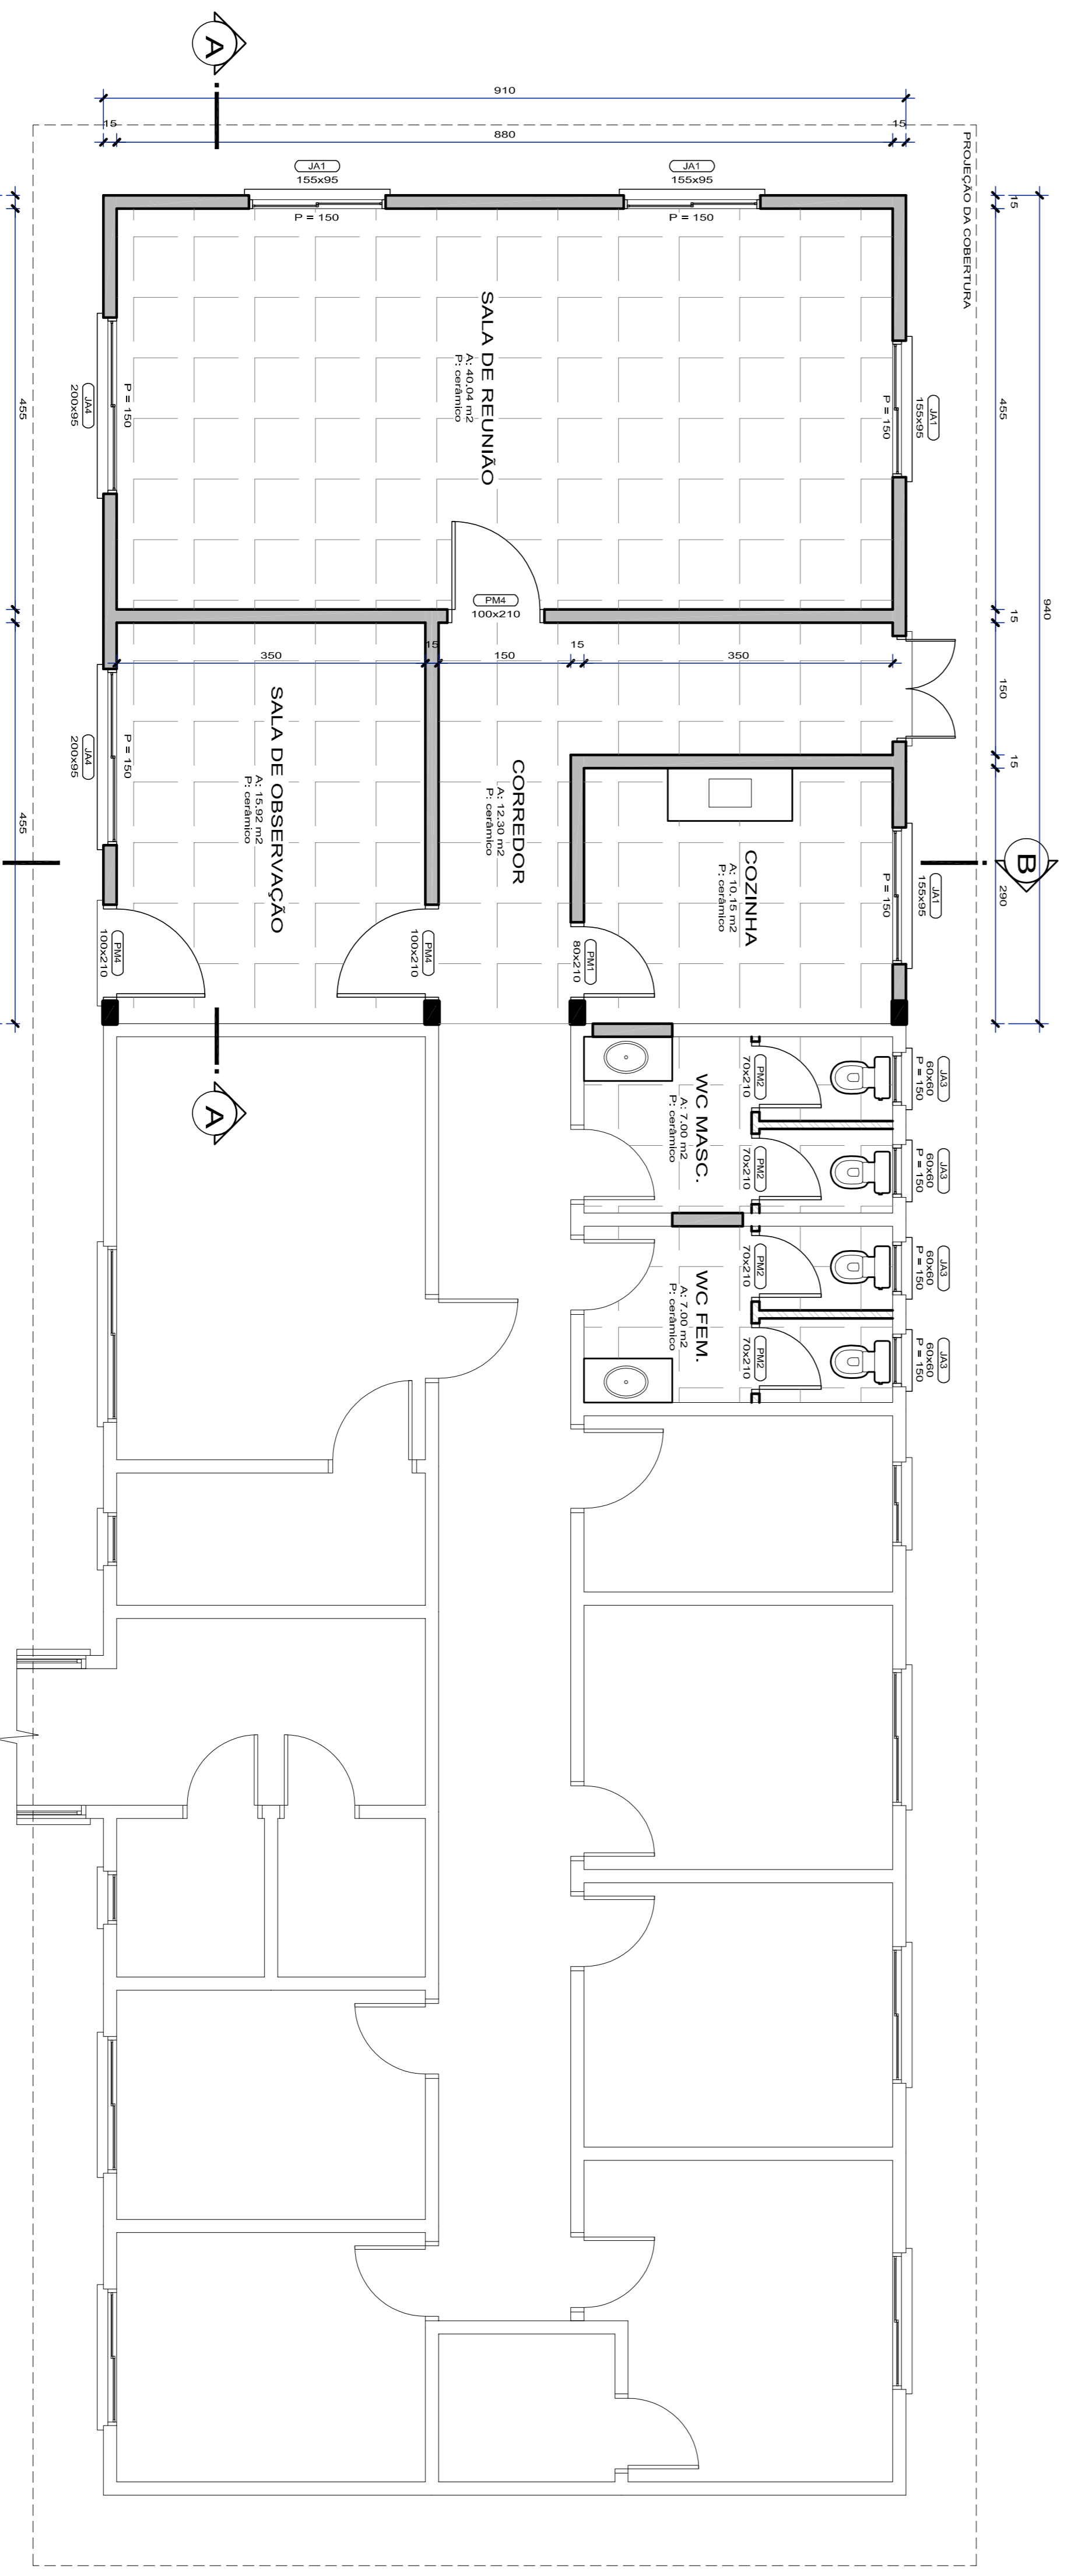 A
910
15
880
15
PROJEÇÃO DA COBERTURA
JA1
155x95
P = 150
JA1
155x95
P = 150
15
455
15
150
15
290
940
SALA DE REUNIÃO
A: 40.04 m2
P: cerâmico
P = 150
JA4
200x95
455
JA1
155x95
P = 150
PM4
100x210
350
15
150
15
350
SALA DE OBSERVAÇÃO
A: 15.92 m2
P: cerâmico
P = 150
JA4
200x95
455
CORREDOR
A: 12.30 m2
P: cerâmico
COZINHA
A: 10.15 m2
P: cerâmico
JA1
155x95
P = 150
B
PM4
100x210
PM4
100x210
PM1
80x210
A
WC MASC.
A: 7.00 m2
P: cerâmico
PM2
70x210
PM2
70x210
JA3
60x60
P = 150
JA3
60x60
P = 150
WC FEM.
A: 7.00 m2
P: cerâmico
PM2
70x210
PM2
70x210
JA3
60x60
P = 150
JA3
60x60
P = 150